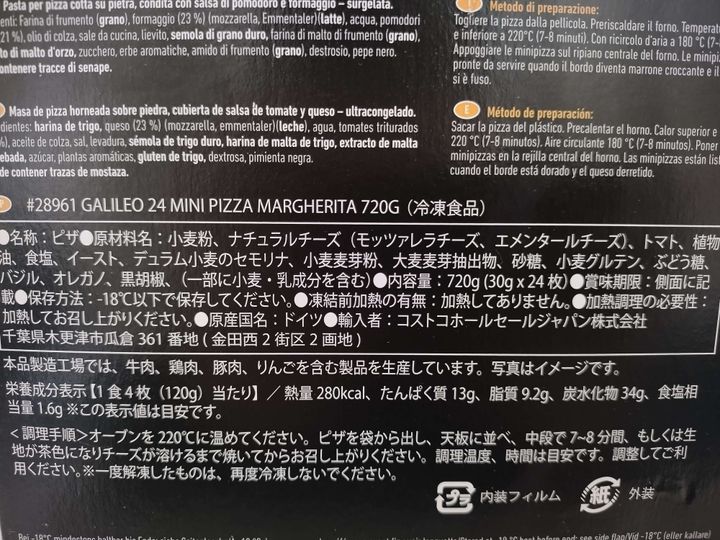 Pasta per pizza cotta su pietra, condita con salsa di pomodoro e formaggio – surgelata.
enti: Farina di frumento (grano), formaggio (23 %) (mozzarella, Emmentaler)(latte), acqua, pomodori
21 %), olio di colza, sale da cucina, lievito, semola di grano duro, farina di malto di frumento (grano),
to di malto d'orzo, zucchero, erbe aromatiche, amido di frumento (grano), destrosio, pepe nero.
ontenere tracce di senape.
I Metodo di preparazione:
Togliere la pizza dalla pellicola. Preriscaldare il forno. Temperat
e inferiore a 220°C (7-8 minuti). Con ricircolo d'aria a 180 °C (7-
Appoggiare le minipizza sul ripiano centrale del forno. Le minipi
pronte da servire quando il bordo diventa marrone croccante e il
si è fuso.
Masa de pizza horneada sobre piedra, cubierta de salsa de tomate y queso – ultracongelado.
dientes: harina de trigo, queso (23 %) (mozzarella, emmentaler)(leche), agua, tomates triturados
%), aceite de colza, sal, levadura, sémola de trigo duro, harina de malta de trigo, extracto de malta
ebada, azúcar, plantas aromáticas, gluten de trigo, dextrosa, pimienta negra.
de contener trazas de mostaza.
E Método de preparación:
Sacar la pizza del plástico. Precalentar el horno. Calor superior e
220 °C (7-8 minutos). Aire circulante 180 °C (7-8 minutos). Poner
minipizzas en la rejilla central del horno. Las minipizzas están list
cuando el borde está dorado y el queso derretido.
#28961 GALILEO 24 MINI PIZZA MARGHERITA 720G（冷凍食品）
●名称：ピザ●原材料名：小麦粉、ナチュラルチーズ（モッツァレラチーズ、エメンタールチーズ）、トマト、植物
油、食塩、イースト、デュラム小麦のセモリナ、小麦麦芽粉、大麦麦芽抽出物、砂糖、小麦グルテン、ぶどう糖、
バジル、オレガノ、黒胡椒、（一部に小麦・乳成分を含む）●内容量：720g (30g x 24 枚) ●賞味期限：側面に記
載●保存方法：-18℃以下で保存してください。●凍結前加熱の有無：加熱してありません。●加熱調理の必要性：
加熱してお召し上がりください。●原産国名：ドイツ●輸入者：コストコホールセールジャパン株式会社
千葉県木更津市瓜倉 361 番地 ( 金田西 2 街区 2 画地 )
本品製造工場では、牛肉、鶏肉、豚肉、りんごを含む製品を生産しています。写真はイメージです。
栄養成分表示【1 食 4 枚（120g）当たり】／ 熱量 280kcal、たんぱく質 13g、脂質 9.2g、炭水化物 34g、食塩相
当量 1.6g ※この表示値は目安です。
＜調理手順＞オーブンを 220℃に温めてください。ピザを袋から出し、天板に並べ、中段で 7~8 分間、もしくは生
地が茶色になりチーズが溶けるまで焼いてからお召し上がりください。調理温度、時間は目安です。調整してご利
用ください。※一度解凍したものは、再度冷凍しないでください。
プラ 内装フィルム 紙 外装